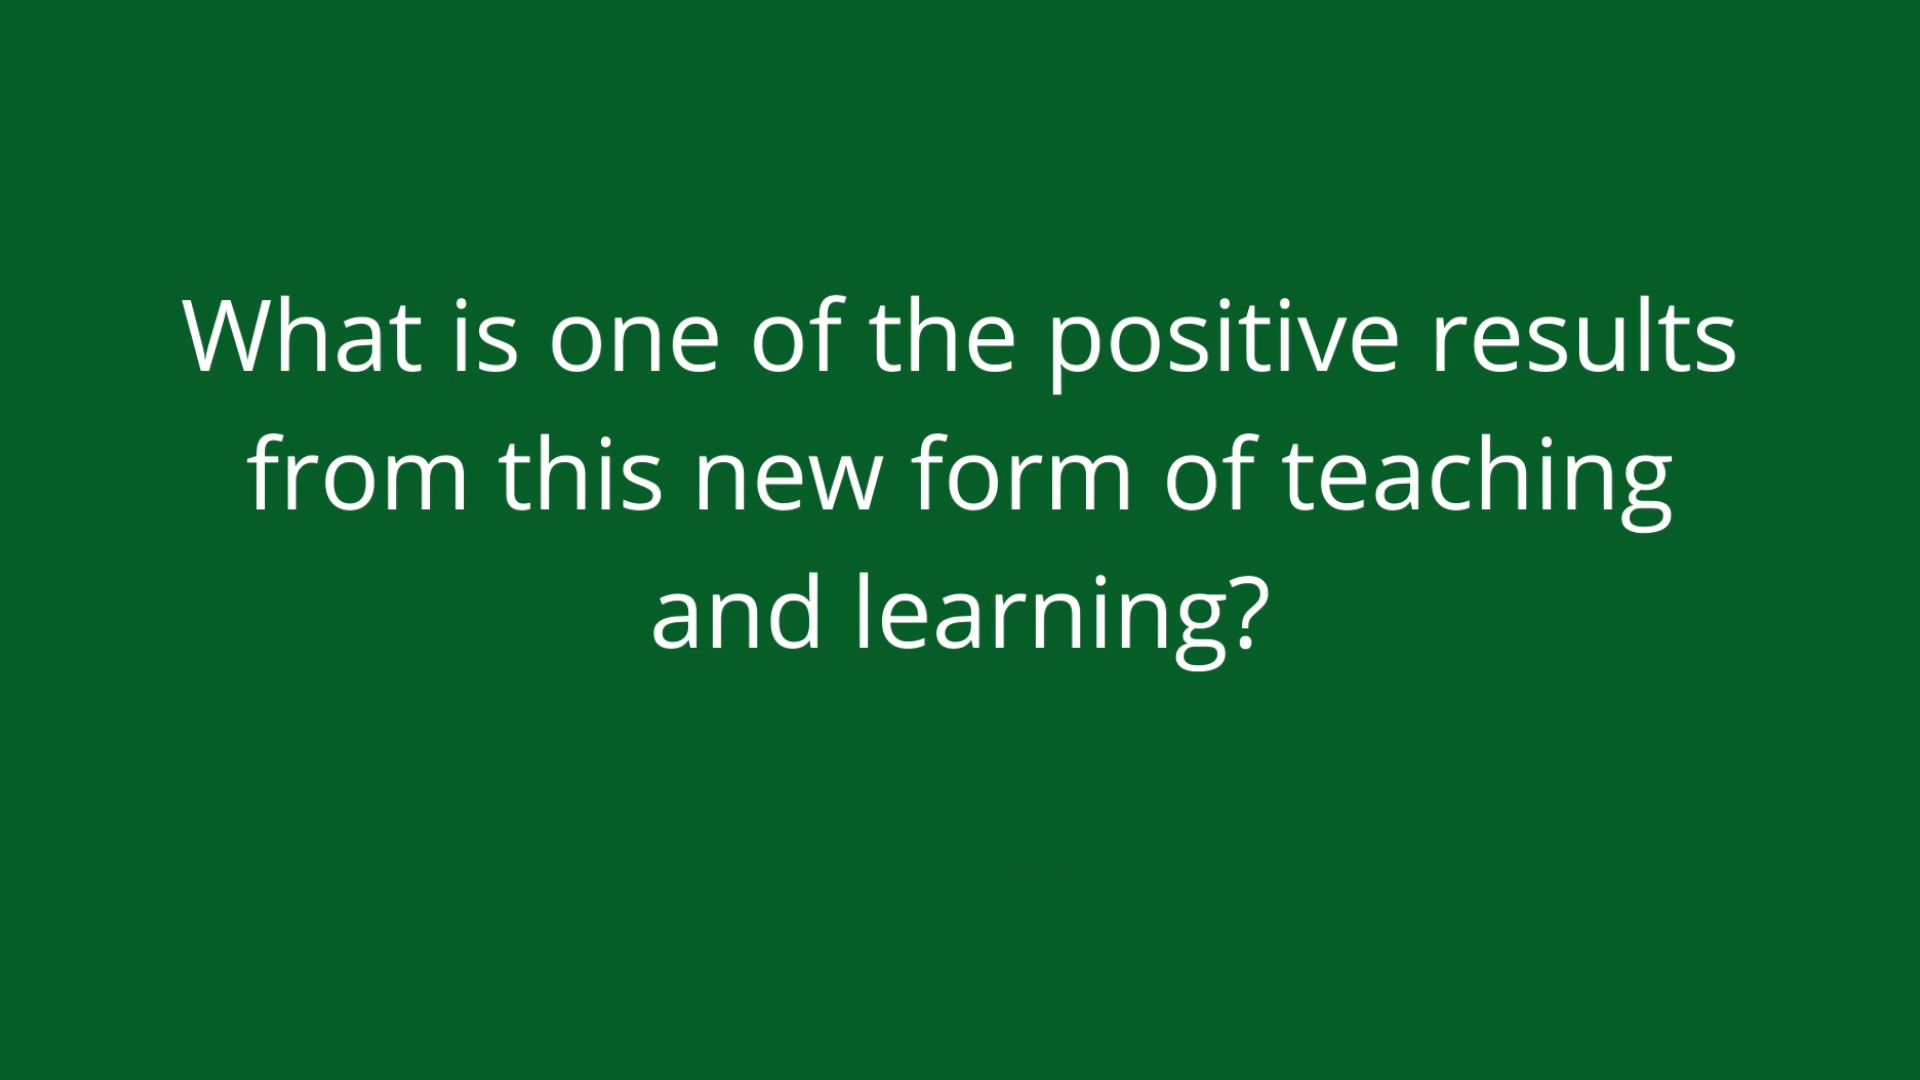 What is one of the positive results
from this new form of teaching
and learning?